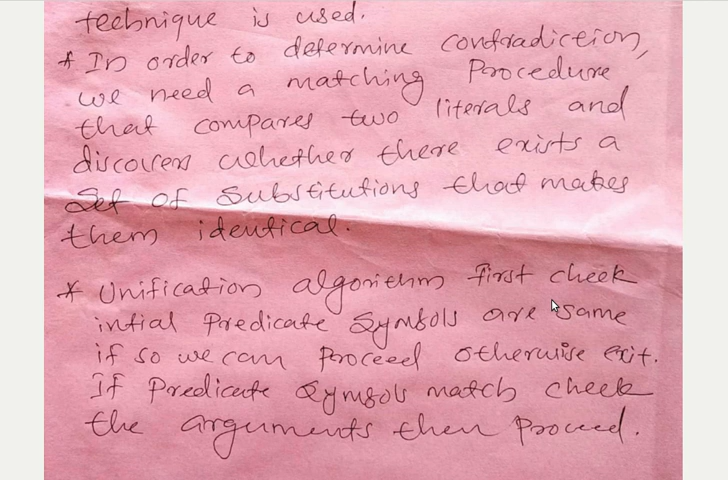 technique is used.
* In order to determine contradiction,
we need a matching Procedure
that compares two literals and
discovers whether there exists a
Set of Substitutions that makes
them identical.
* Unification algorithm first check
intial Predicate Symbols are same
if so we can Proceed otherwise exit.
If Predicate Symbols match check
the arguments then Proceed.